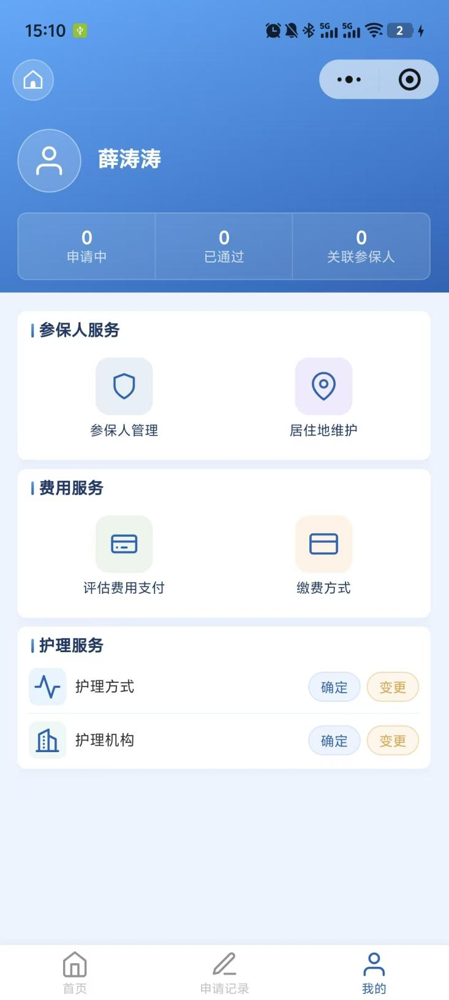 15:10
5G 5G 2
薛涛涛
0 0 0
申请中 已通过 关联参保人
参保人服务
参保人管理 居住地维护
费用服务
评估费用支付 缴费方式
护理服务
护理方式 确定 变更
护理机构 确定 变更
首页 申请记录 我的